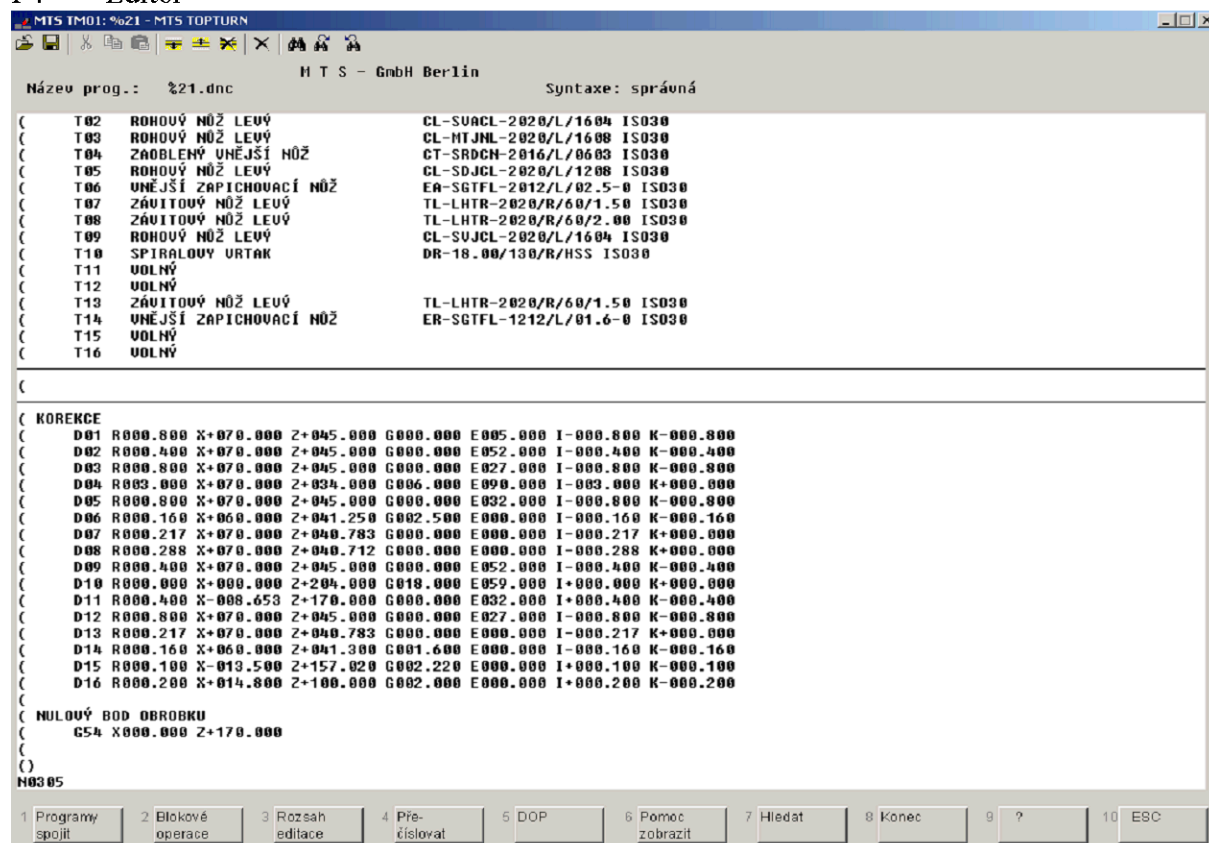 MTS TM01: %21 - MTS TOPTURN
M T S - GmbH Berlin
Název prog.: %21.dnc Syntaxe: správná
( T02 ROHOVÝ NŮŽ LEVÝ CL-SVACL-2020/L/1604 ISO30
( T03 ROHOVÝ NŮŽ LEVÝ CL-MTJNL-2020/L/1608 ISO30
( T04 ZAOBLENÝ VNĚJŠÍ NŮŽ CT-SRDCN-2016/L/0603 ISO30
( T05 ROHOVÝ NŮŽ LEVÝ CL-SDJCL-2020/L/1208 ISO30
( T06 VNĚJŠÍ ZAPICHOVACÍ NŮŽ EA-SGTFL-2012/L/02.5-0 ISO30
( T07 ZÁVITOVÝ NŮŽ LEVÝ TL-LHTR-2020/R/60/1.50 ISO30
( T08 ZÁVITOVÝ NŮŽ LEVÝ TL-LHTR-2020/R/60/2.00 ISO30
( T09 ROHOVÝ NŮŽ LEVÝ CL-SVJCL-2020/L/1604 ISO30
( T10 SPIRALOVY VRTAK DR-18.00/130/R/HSS ISO30
( T11 VOLNÝ
( T12 VOLNÝ
( T13 ZÁVITOVÝ NŮŽ LEVÝ TL-LHTR-2020/R/60/1.50 ISO30
( T14 VNĚJŠÍ ZAPICHOVACÍ NŮŽ ER-SGTFL-1212/L/01.6-0 ISO30
( T15 VOLNÝ
( T16 VOLNÝ
(
( KOREKCE
( D01 R000.800 X+070.000 Z+045.000 G000.000 E005.000 I-000.800 K-000.800
( D02 R000.400 X+070.000 Z+045.000 G000.000 E052.000 I-000.400 K-000.400
( D03 R000.800 X+070.000 Z+045.000 G000.000 E027.000 I-000.800 K-000.800
( D04 R003.000 X+070.000 Z+034.000 G006.000 E090.000 I-003.000 K+000.000
( D05 R000.800 X+070.000 Z+045.000 G000.000 E032.000 I-000.800 K-000.800
( D06 R000.160 X+060.000 Z+041.250 G002.500 E000.000 I-000.160 K-000.160
( D07 R000.217 X+070.000 Z+040.783 G000.000 E000.000 I-000.217 K+000.000
( D08 R000.288 X+070.000 Z+040.712 G000.000 E000.000 I-000.288 K+000.000
( D09 R000.400 X+070.000 Z+045.000 G000.000 E052.000 I-000.400 K-000.400
( D10 R000.000 X+000.000 Z+204.000 G018.000 E059.000 I+000.000 K+000.000
( D11 R000.400 X-008.653 Z+170.000 G000.000 E032.000 I+000.400 K-000.400
( D12 R000.800 X+070.000 Z+045.000 G000.000 E027.000 I-000.800 K-000.800
( D13 R000.217 X+070.000 Z+040.783 G000.000 E000.000 I-000.217 K+000.000
( D14 R000.160 X+060.000 Z+041.300 G001.600 E000.000 I-000.160 K-000.160
( D15 R000.100 X-013.500 Z+157.020 G002.220 E000.000 I+000.100 K-000.100
( D16 R000.200 X+014.800 Z+100.000 G002.000 E000.000 I+000.200 K-000.200
(
( NULOVÝ BOD OBROBKU
( G54 X000.000 Z+170.000
(
()
N0305
1 Programy spojit 2 Blokové operace 3 Rozsah editace 4 Pře-číslovat 5 DOP 6 Pomoc zobrazit 7 Hledat 8 Konec 9 ? 10 ESC